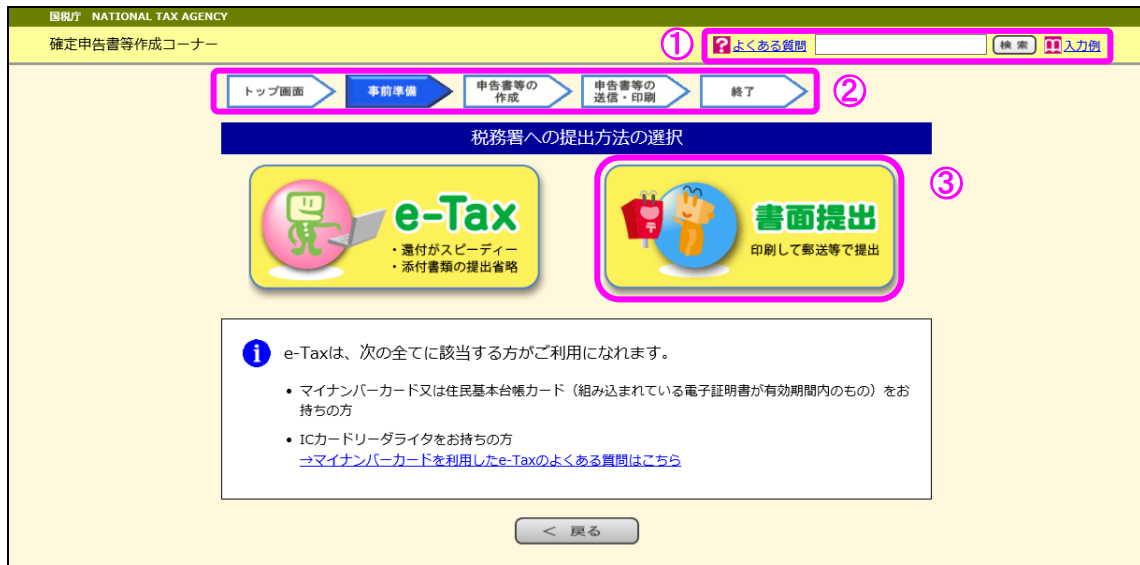 国税庁 NATIONAL TAX AGENCY
確定申告書等作成コーナー
①
よくある質問
検 索
入力例
トップ画面
事前準備
申告書等の
作成
申告書等の
送信・印刷
終了
②
税務署への提出方法の選択
e-Tax
・還付がスピーディー
・添付書類の提出省略
書面提出
印刷して郵送等で提出
③
e-Taxは、次の全てに該当する方がご利用になれます。
• マイナンバーカード又は住民基本台帳カード（組み込まれている電子証明書が有効期間内のもの）をお
持ちの方
• ICカードリーダライタをお持ちの方
→マイナンバーカードを利用したe-Taxのよくある質問はこちら
＜ 戻る